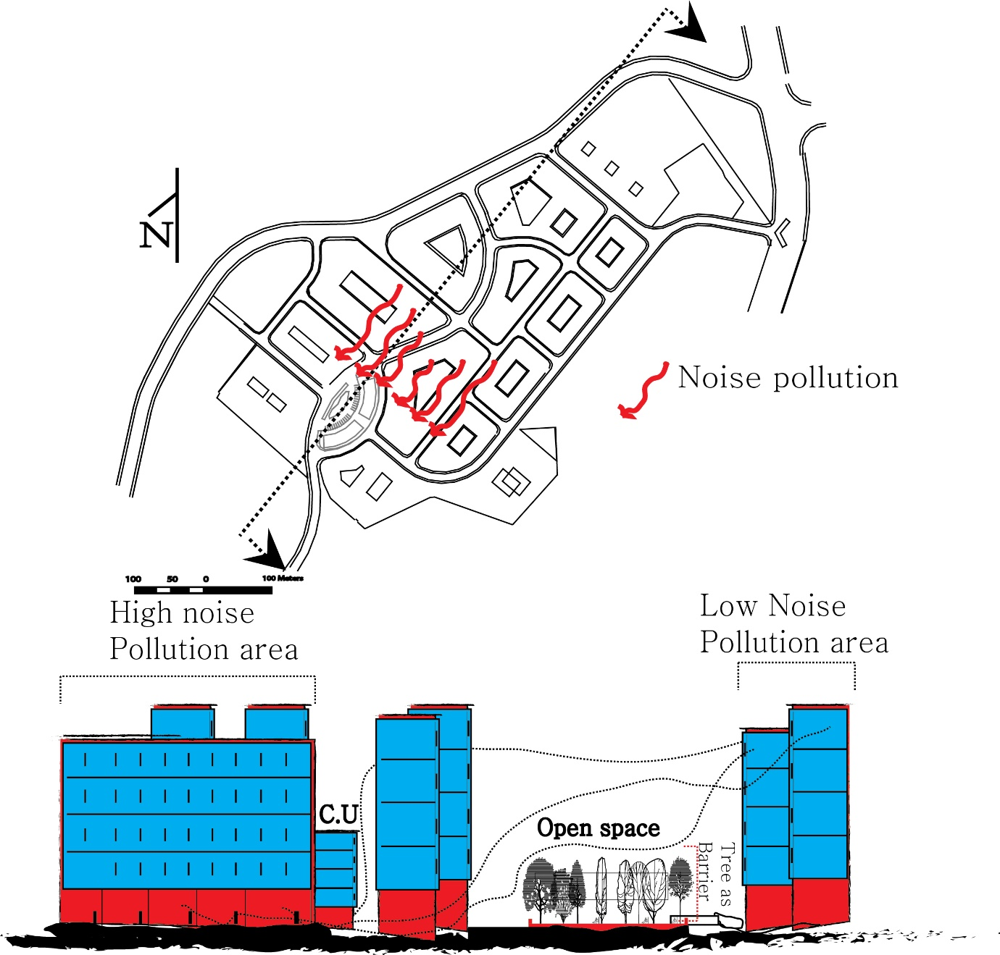 N
Noise pollution
100 50 0 100 Meters
High noise
Pollution area
Low Noise
Pollution area
C.U
Open space
Tree as
Barrier